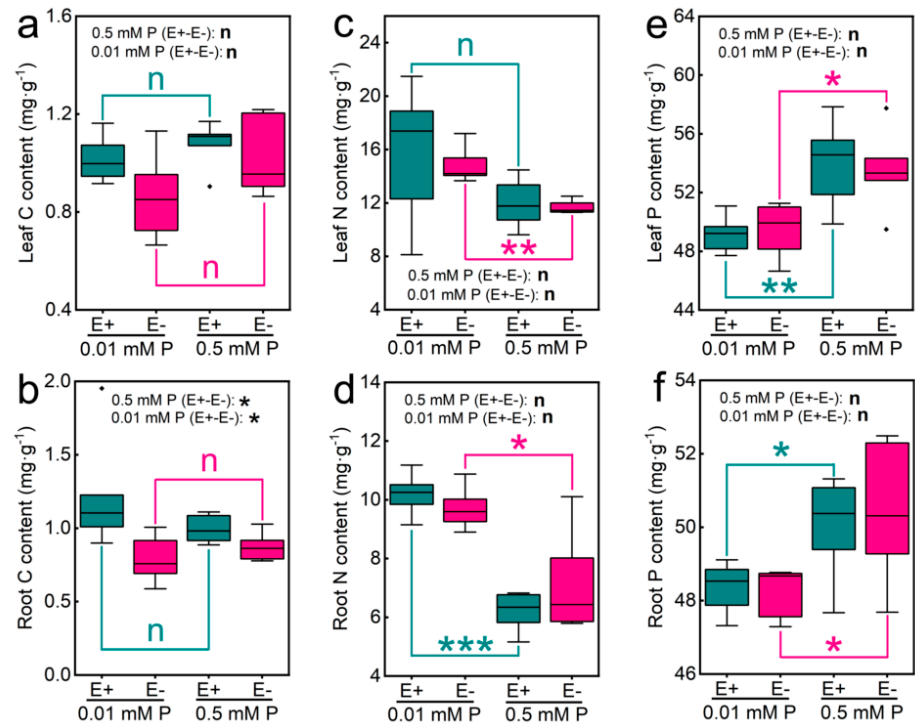 a
Leaf C content (mg·g⁻¹)
1.6
1.2
0.8
0.4
0.5 mM P (E+-E-): n
0.01 mM P (E+-E-): n
n
n
E+ E- E+ E-
0.01 mM P 0.5 mM P
c
Leaf N content (mg·g⁻¹)
24
20
16
12
8
4
n
**
0.5 mM P (E+-E-): n
0.01 mM P (E+-E-): n
E+ E- E+ E-
0.01 mM P 0.5 mM P
e
Leaf P content (mg·g⁻¹)
64
60
56
52
48
44
0.5 mM P (E+-E-): n
0.01 mM P (E+-E-): n
*
**
E+ E- E+ E-
0.01 mM P 0.5 mM P
b
Root C content (mg·g⁻¹)
2.0
1.5
1.0
0.5
0.0
0.5 mM P (E+-E-): *
0.01 mM P (E+-E-): *
n
n
E+ E- E+ E-
0.01 mM P 0.5 mM P
d
Root N content (mg·g⁻¹)
14
12
10
8
6
4
0.5 mM P (E+-E-): n
0.01 mM P (E+-E-): n
*
***
E+ E- E+ E-
0.01 mM P 0.5 mM P
f
Root P content (mg·g⁻¹)
54
52
50
48
46
0.5 mM P (E+-E-): n
0.01 mM P (E+-E-): n
*
*
E+ E- E+ E-
0.01 mM P 0.5 mM P